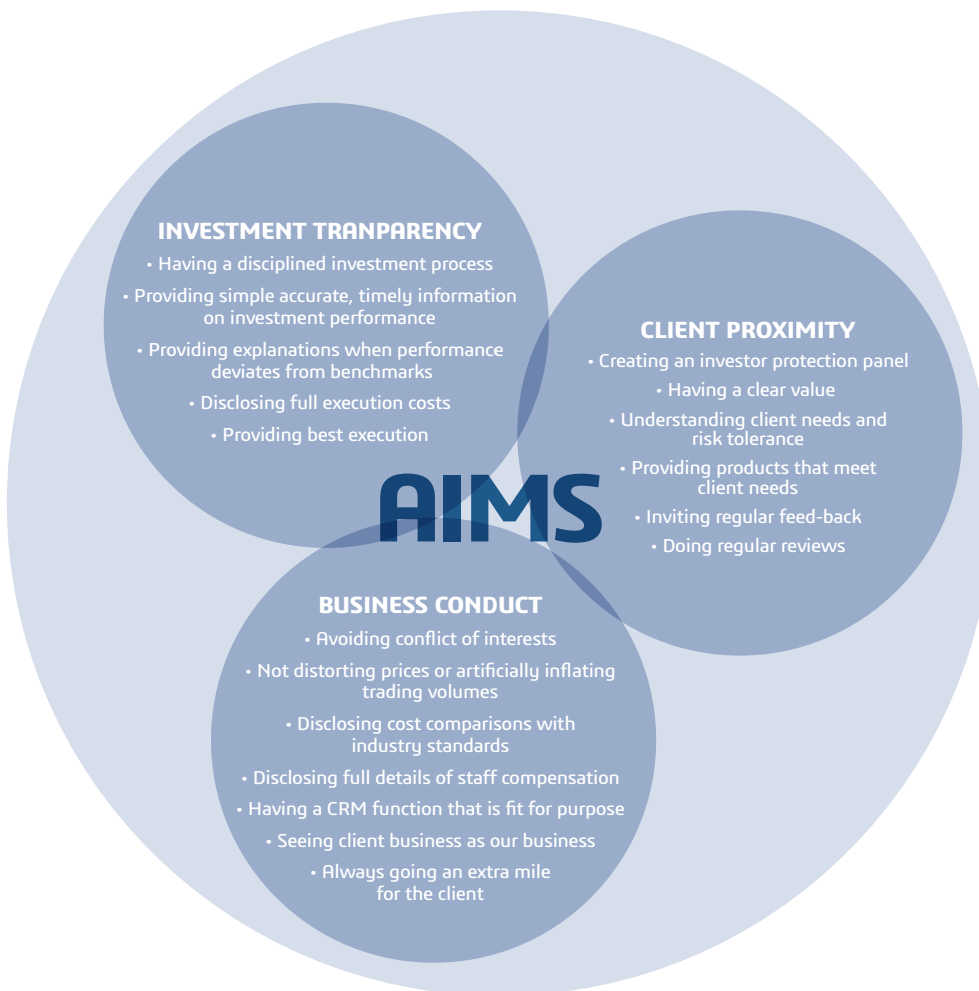 INVESTMENT TRANPARENCY
• Having a disciplined investment process
• Providing simple accurate, timely information
on investment performance
• Providing explanations when performance
deviates from benchmarks
• Disclosing full execution costs
• Providing best execution
CLIENT PROXIMITY
• Creating an investor protection panel
• Having a clear value
• Understanding client needs and
risk tolerance
• Providing products that meet
client needs
• Inviting regular feed-back
• Doing regular reviews
AIMS
BUSINESS CONDUCT
• Avoiding conflict of interests
• Not distorting prices or artificially inflating
trading volumes
• Disclosing cost comparisons with
industry standards
• Disclosing full details of staff compensation
• Having a CRM function that is fit for purpose
• Seeing client business as our business
• Always going an extra mile
for the client